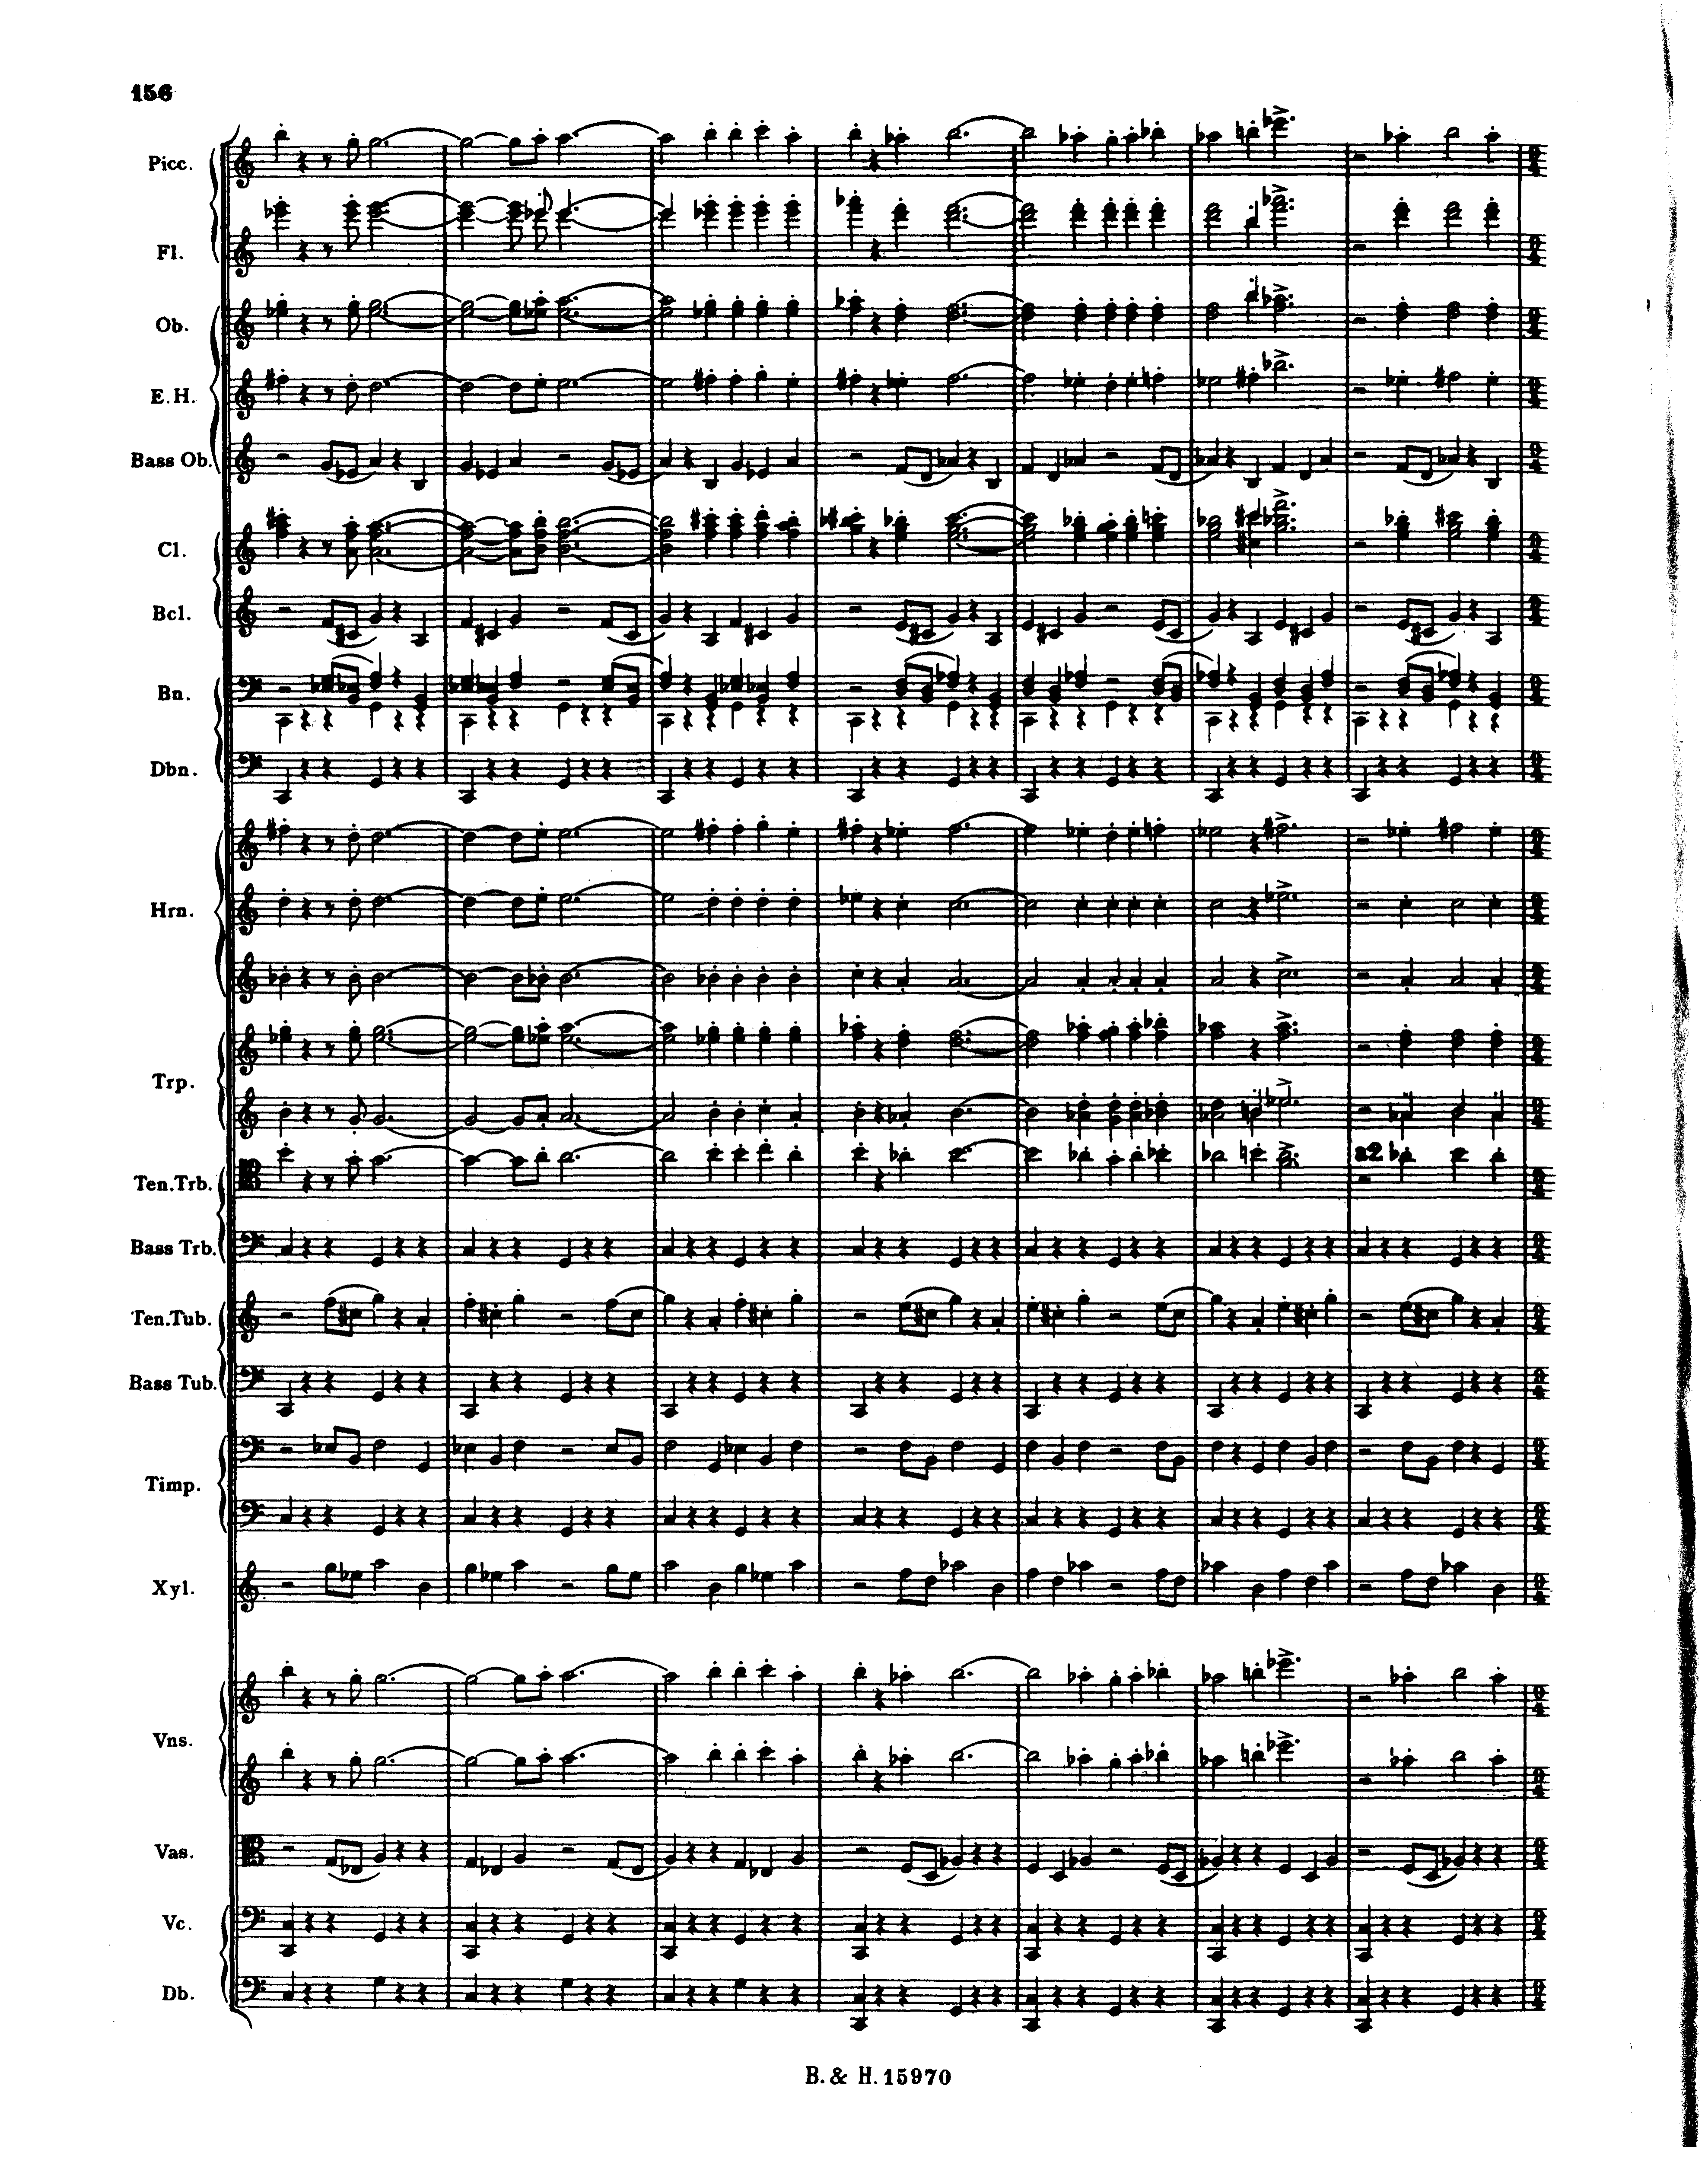 156
Picc.
Fl.
Ob.
E. H.
Bass Ob.
Cl.
Bcl.
Bn.
Dbn.
Hrn.
Trp.
a2
Ten.Trb.
Bass Trb.
Ten.Tub.
Bass Tub.
Timp.
Xyl.
Vns.
Vas.
Vc.
Db.
B. & H. 15970